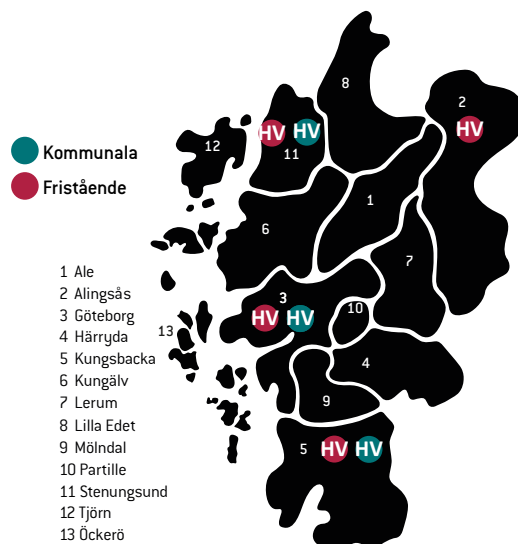 8
2
HV
HV HV
11
12
Kommunala
Fristående
1
6
7
1 Ale
2 Alingsås
3 Göteborg
4 Härryda
5 Kungsbacka
6 Kungälv
7 Lerum
8 Lilla Edet
9 Mölndal
10 Partille
11 Stenungsund
12 Tjörn
13 Öckerö
3
HV HV
10
13
4
9
5 HV HV